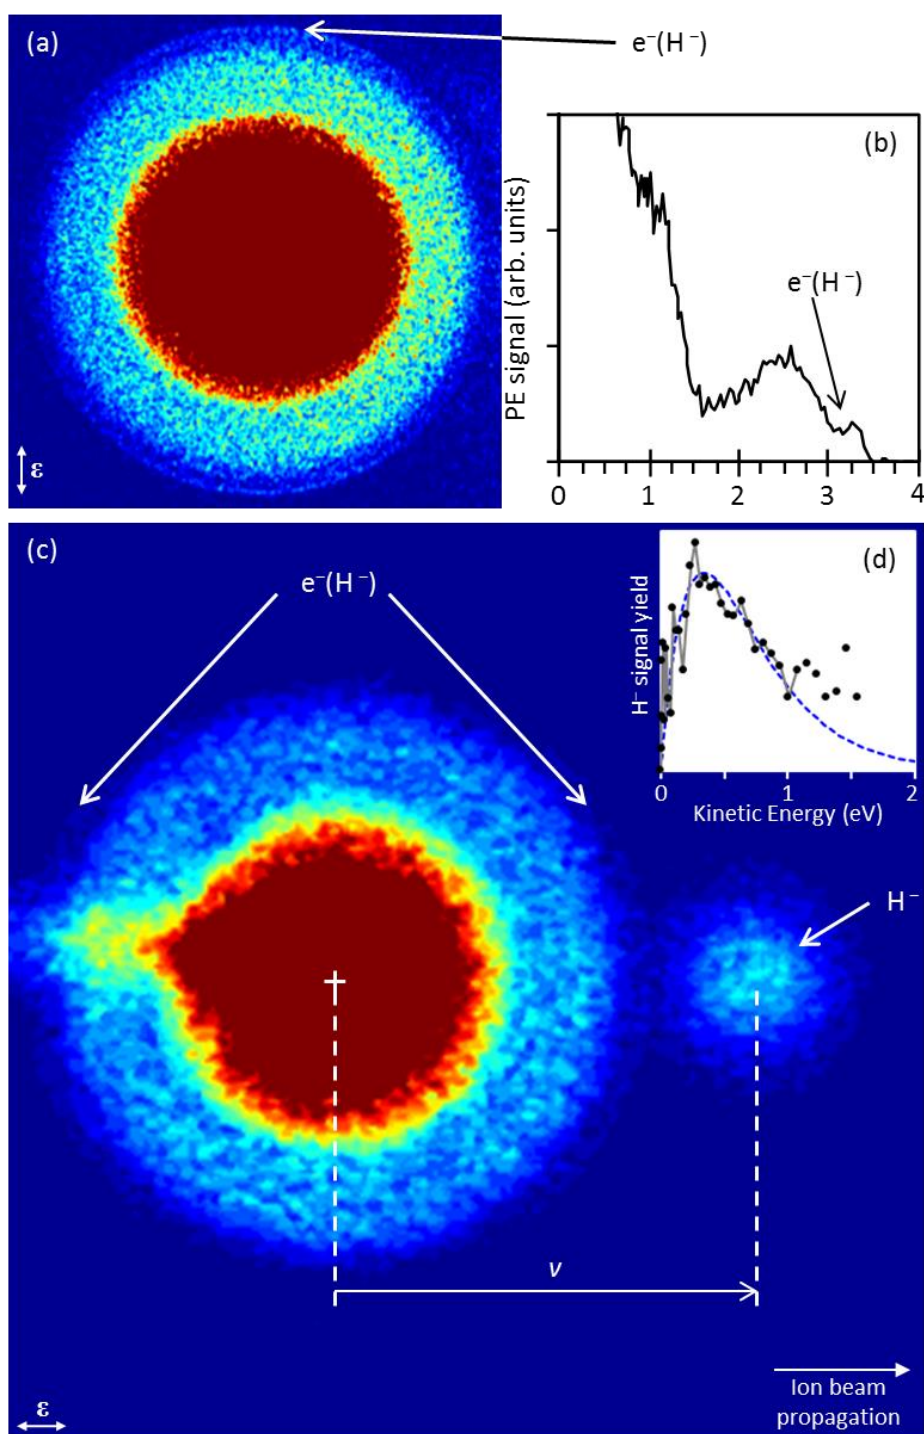 (a)
e⁻(H⁻)
ε
(b)
e⁻(H⁻)
PE signal (arb. units)
0 1 2 3 4
(c)
e⁻(H⁻)
(d)
H⁻ signal yield
0 1 2
Kinetic Energy (eV)
H⁻
v
ε
Ion beam
propagation